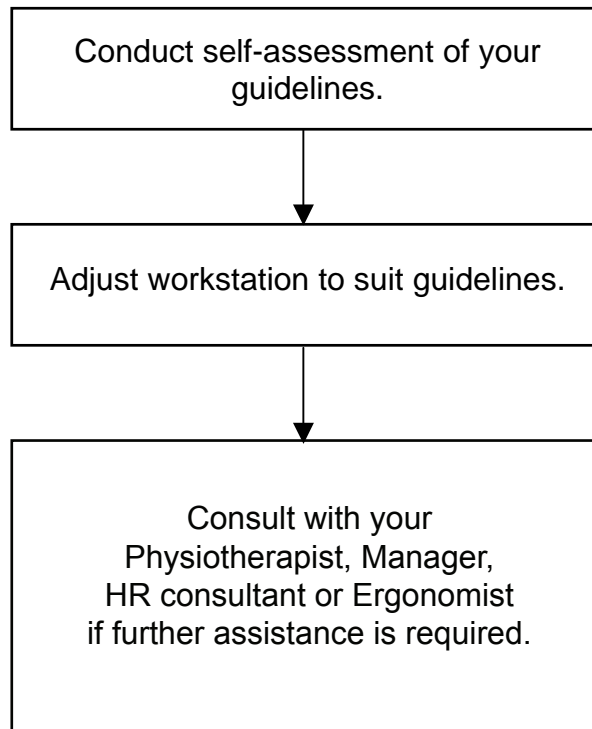 Conduct self-assessment of your
guidelines.
Adjust workstation to suit guidelines.
Consult with your
Physiotherapist, Manager,
HR consultant or Ergonomist
if further assistance is required.